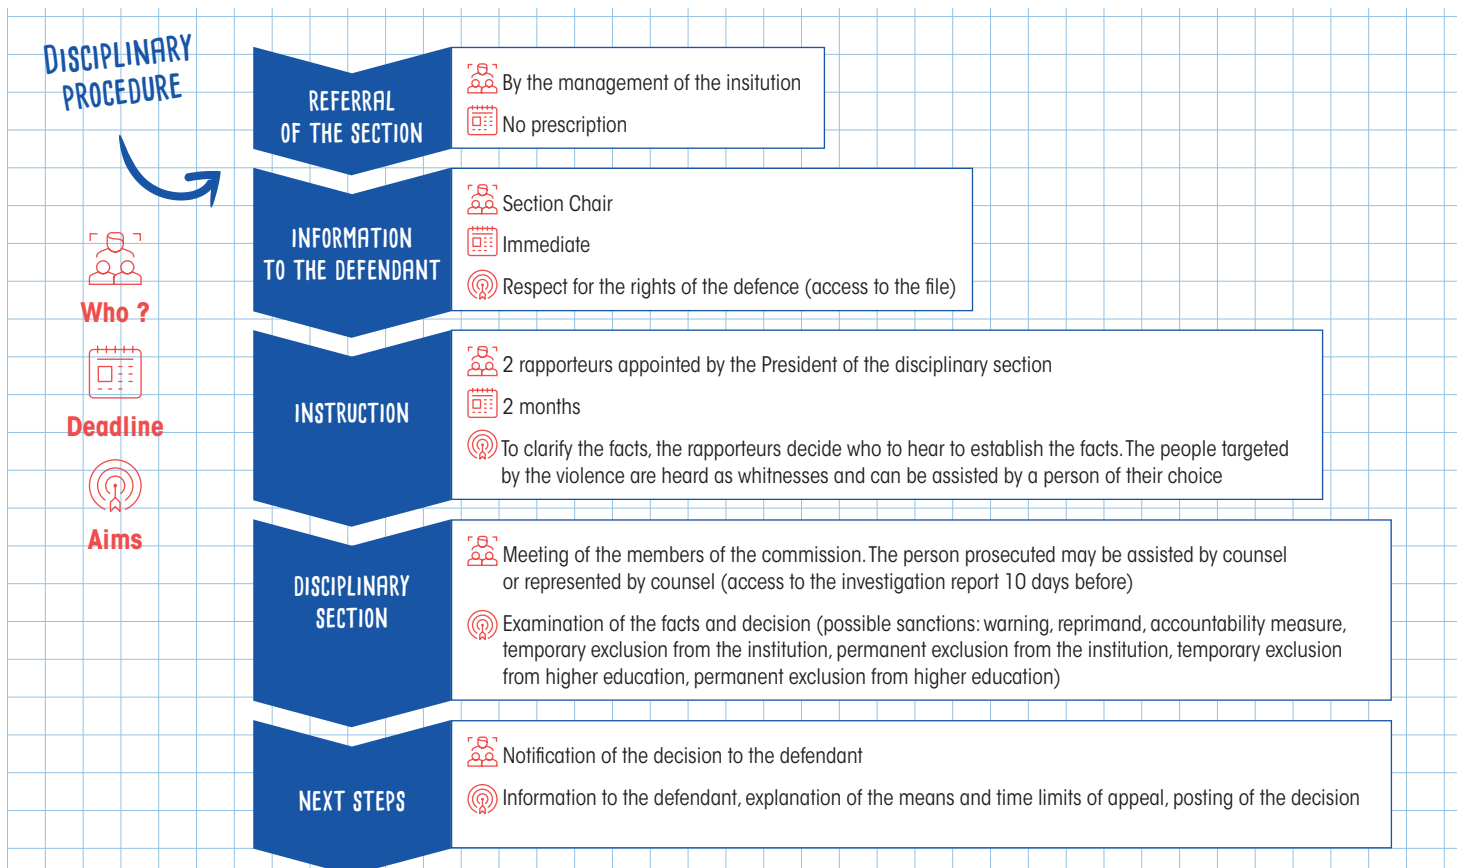 DISCIPLINARY
PROCEDURE
Who ?
Deadline
Aims
REFERRAL
OF THE SECTION
By the management of the insitution
No prescription
INFORMATION
TO THE DEFENDANT
Section Chair
Immediate
Respect for the rights of the defence (access to the file)
INSTRUCTION
2 rapporteurs appointed by the President of the disciplinary section
2 months
To clarify the facts, the rapporteurs decide who to hear to establish the facts. The people targeted
by the violence are heard as whitnesses and can be assisted by a person of their choice
DISCIPLINARY
SECTION
Meeting of the members of the commission. The person prosecuted may be assisted by counsel
or represented by counsel (access to the investigation report 10 days before)
Examination of the facts and decision (possible sanctions: warning, reprimand, accountability measure,
temporary exclusion from the institution, permanent exclusion from the institution, temporary exclusion
from higher education, permanent exclusion from higher education)
NEXT STEPS
Notification of the decision to the defendant
Information to the defendant, explanation of the means and time limits of appeal, posting of the decision